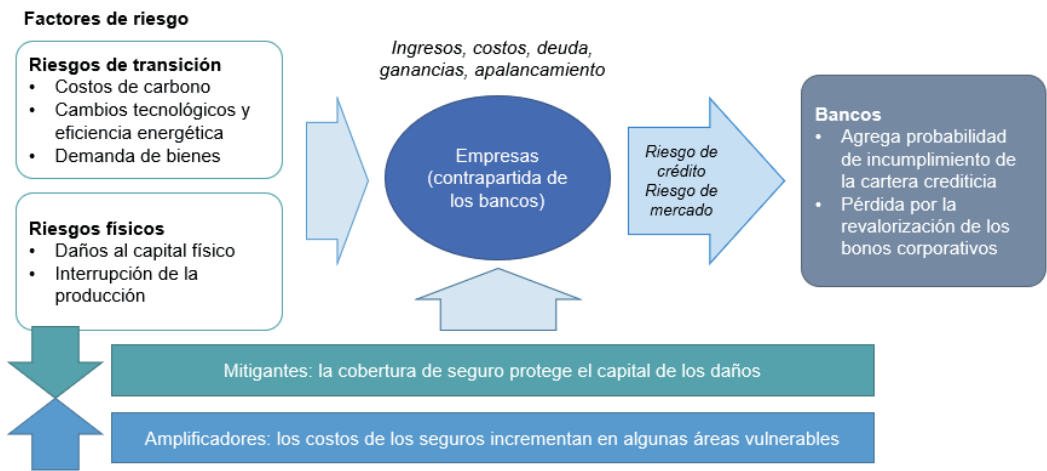 Factores de riesgo
Riesgos de transición
• Costos de carbono
• Cambios tecnológicos y
eficiencia energética
• Demanda de bienes
Riesgos físicos
• Daños al capital físico
• Interrupción de la
producción
Ingresos, costos, deuda,
ganancias, apalancamiento
Empresas
(contrapartida de
los bancos)
Riesgo de
crédito
Riesgo de
mercado
Bancos
• Agrega probabilidad
de incumplimiento de
la cartera crediticia
• Pérdida por la
revalorización de los
bonos corporativos
Mitigantes: la cobertura de seguro protege el capital de los daños
Amplificadores: los costos de los seguros incrementan en algunas áreas vulnerables